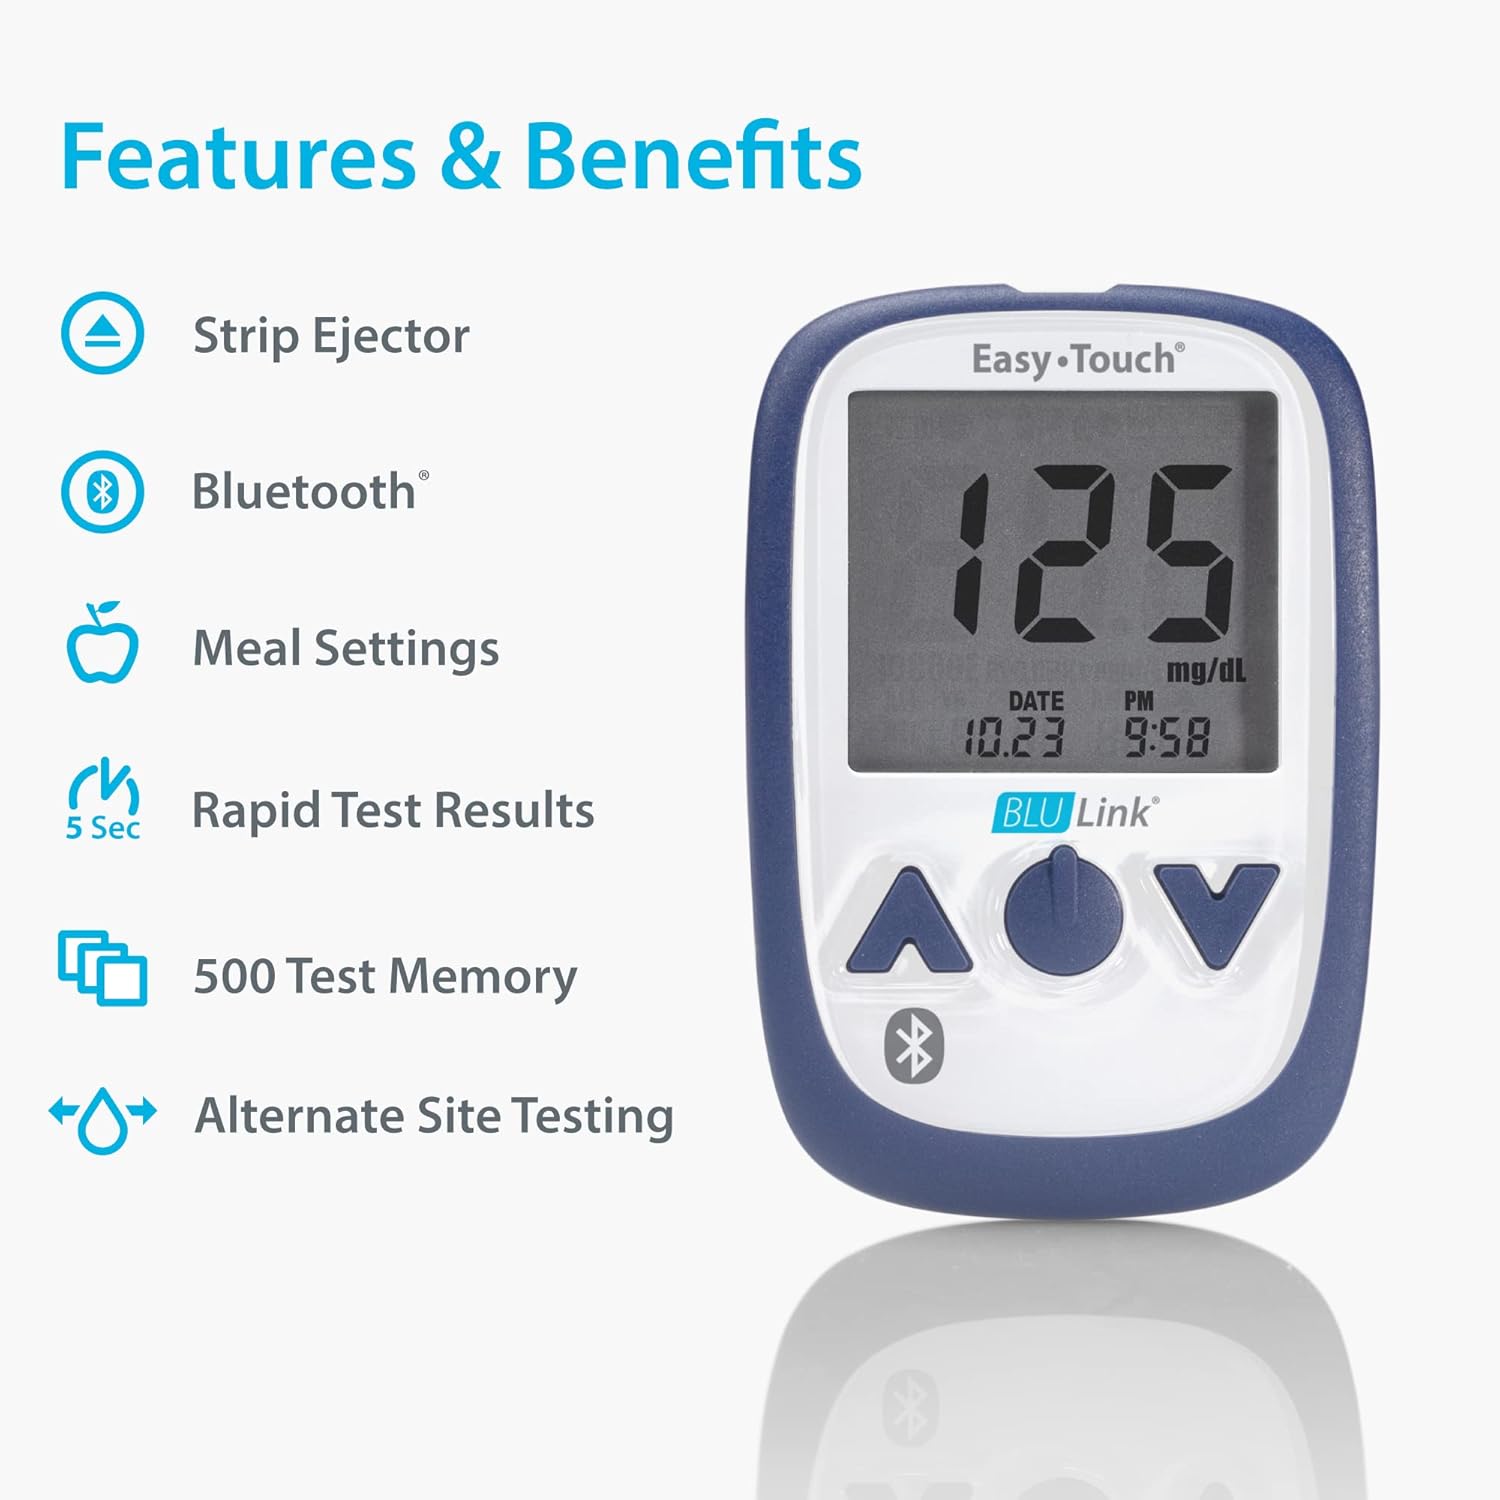 Features & Benefits
Strip Ejector
Bluetooth®
Meal Settings
5 Sec
Rapid Test Results
500 Test Memory
Alternate Site Testing
Easy•Touch®
125
mg/dL
DATE PM
10.23 9:58
BLU Link®